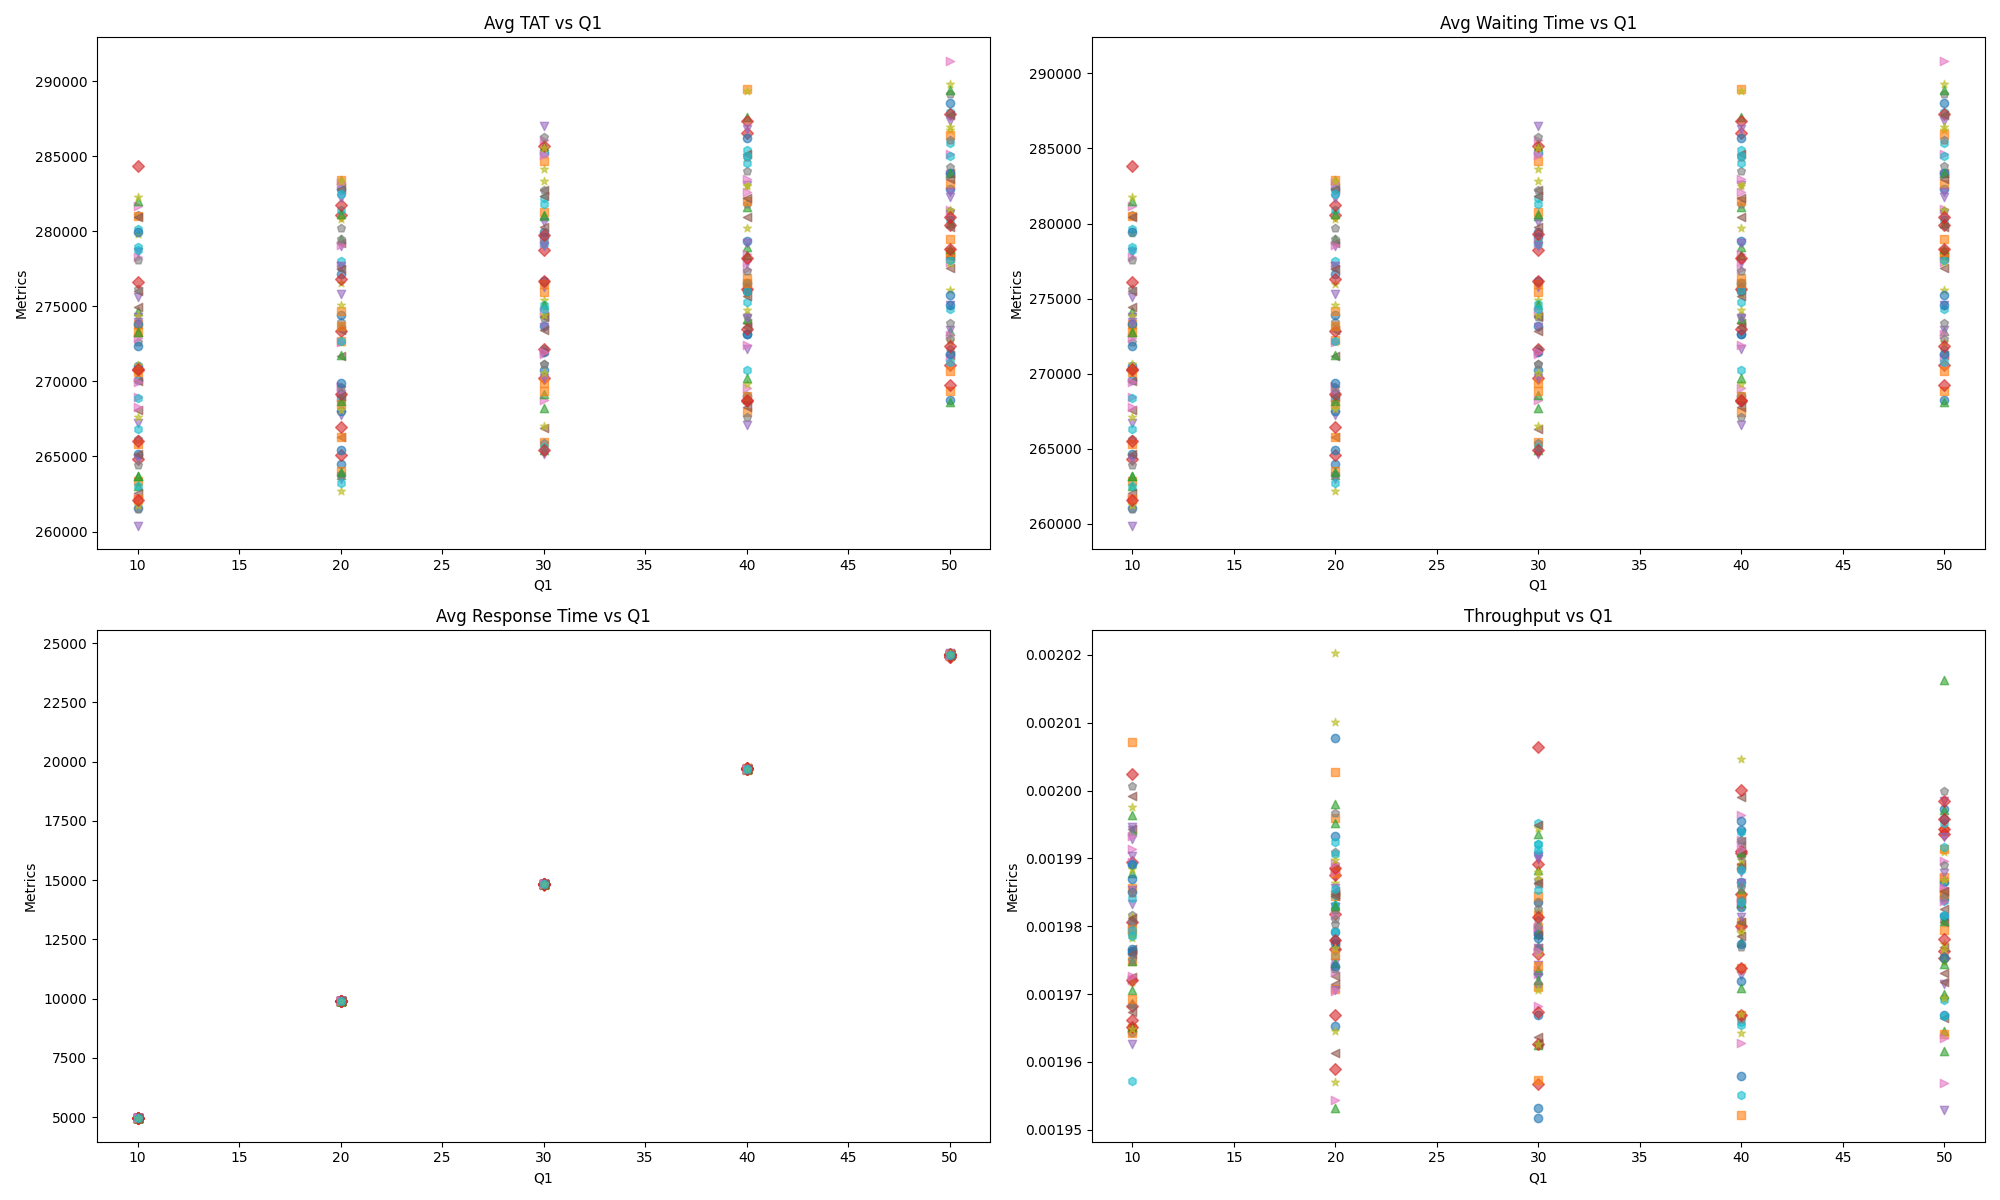 Avg TAT vs Q1
Metrics
290000
285000
280000
275000
270000
265000
260000
10 15 20 25 30 35 40 45 50
Q1
Avg Waiting Time vs Q1
Metrics
290000
285000
280000
275000
270000
265000
260000
10 15 20 25 30 35 40 45 50
Q1
Avg Response Time vs Q1
Metrics
25000
22500
20000
17500
15000
12500
10000
7500
5000
10 15 20 25 30 35 40 45 50
Q1
Throughput vs Q1
Metrics
0.00202
0.00201
0.00200
0.00199
0.00198
0.00197
0.00196
0.00195
10 15 20 25 30 35 40 45 50
Q1